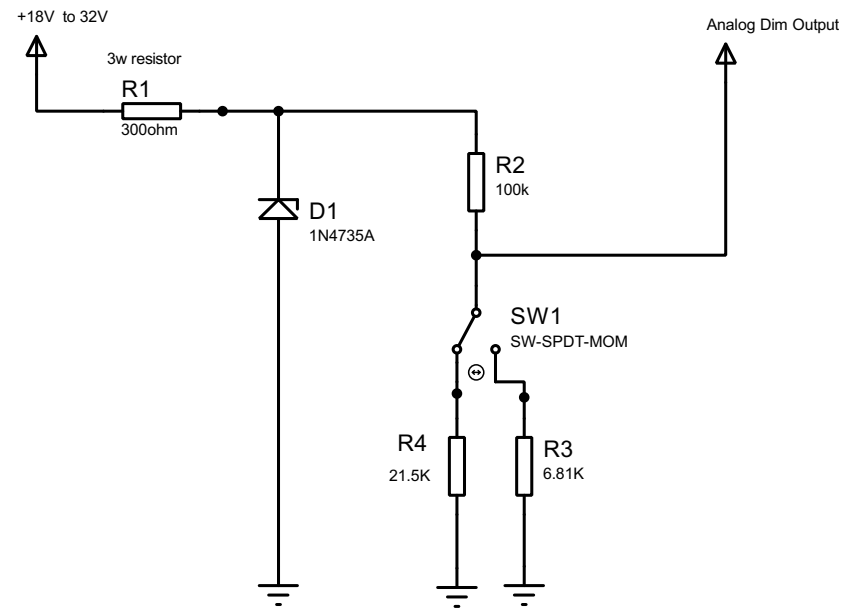 +18V to 32V
Analog Dim Output
3w resistor
R1
300ohm
R2
100k
D1
1N4735A
SW1
SW-SPDT-MOM
R4
21.5K
R3
6.81K